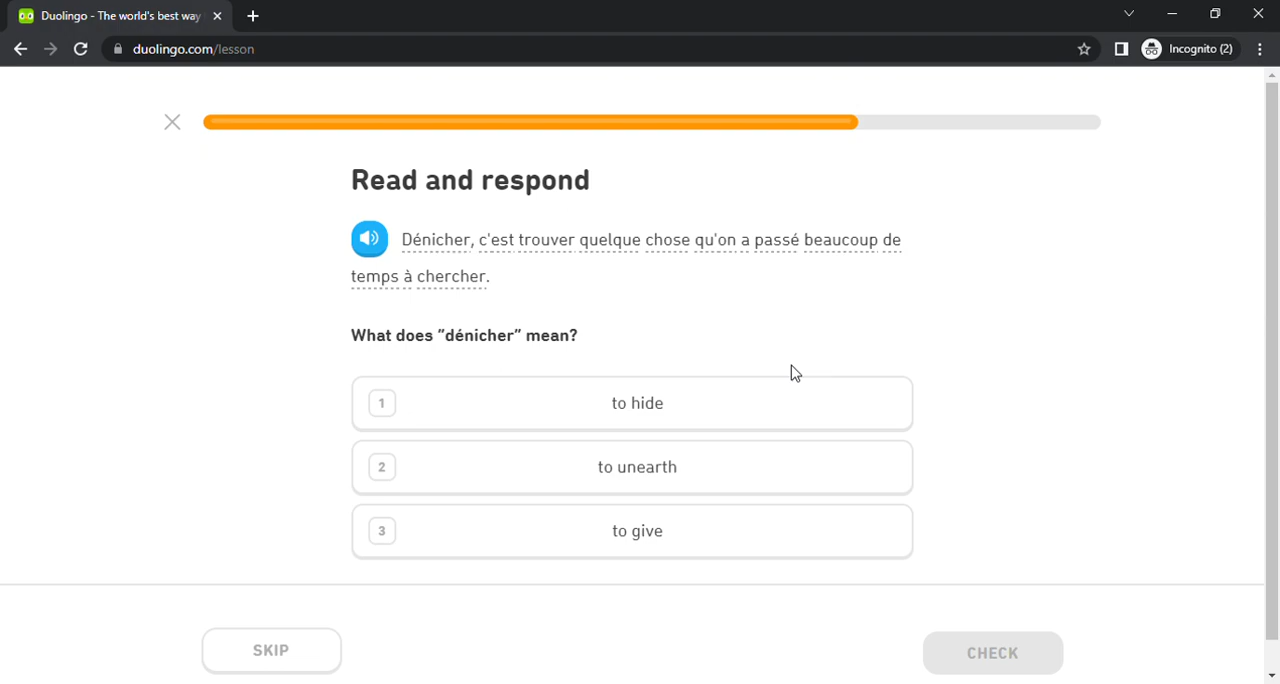 Duolingo - The world's best way
duolingo.com/lesson
Incognito (2)
Read and respond
Dénicher, c'est trouver quelque chose qu'on a passé beaucoup de
temps à chercher.
What does "dénicher" mean?
1 to hide
2 to unearth
3 to give
SKIP
CHECK